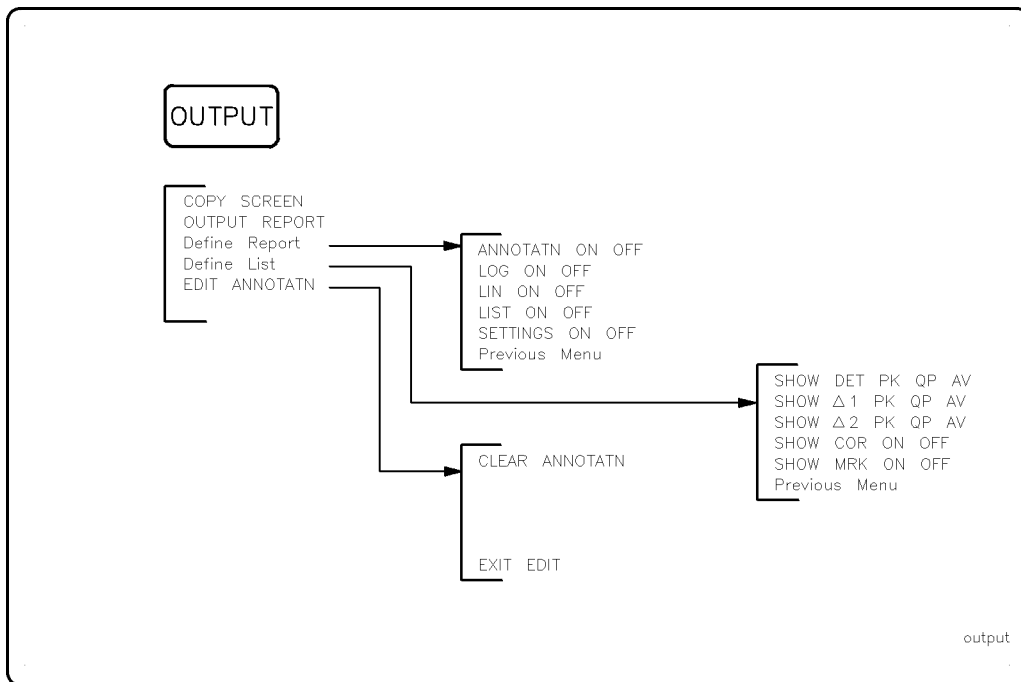 OUTPUT
COPY SCREEN
OUTPUT REPORT
Define Report
Define List
EDIT ANNOTATN
ANNOTATN ON OFF
LOG ON OFF
LIN ON OFF
LIST ON OFF
SETTINGS ON OFF
Previous Menu
SHOW DET PK QP AV
SHOW △1 PK QP AV
SHOW △2 PK QP AV
SHOW COR ON OFF
SHOW MRK ON OFF
Previous Menu
CLEAR ANNOTATN
EXIT EDIT
output